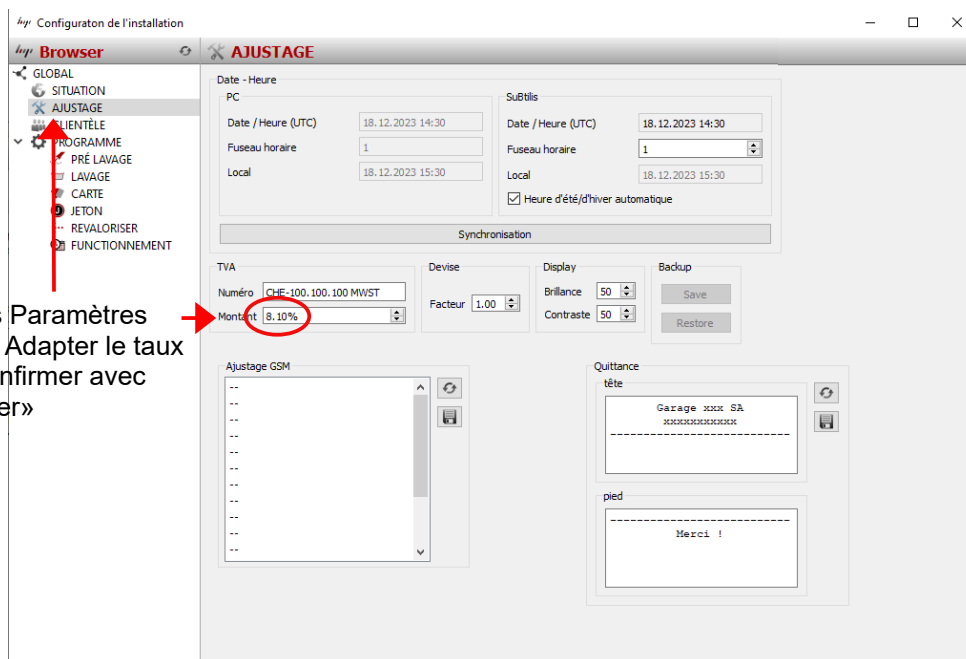 hyp Configuraton de l'installation
hyp Browser
AJUSTAGE
GLOBAL
SITUATION
AJUSTAGE
CLIENTÈLE
PROGRAMME
PRÉ LAVAGE
LAVAGE
CARTE
JETON
REVALORISER
FUNCTIONNEMENT
s Paramètres
Adapter le taux
nfirmer avec
er»
Date - Heure
PC
Date / Heure (UTC) 18.12.2023 14:30
Fuseau horaire 1
Local 18.12.2023 15:30
SuBtilis
Date / Heure (UTC) 18.12.2023 14:30
Fuseau horaire 1
Local 18.12.2023 15:30
Heure d'été/d'hiver automatique
Synchronisation
TVA
Numéro CHE-100.100.100 MWST
Montant 8.10%
Devise
Facteur 1.00
Display
Brillance 50
Contraste 50
Backup
Save
Restore
Ajustage GSM
--
--
--
--
--
--
--
--
--
--
--
Quittance
tête
Garage xxx SA
xxxxxxxxxxx
---------------------------
pied
---------------------------
Merci !